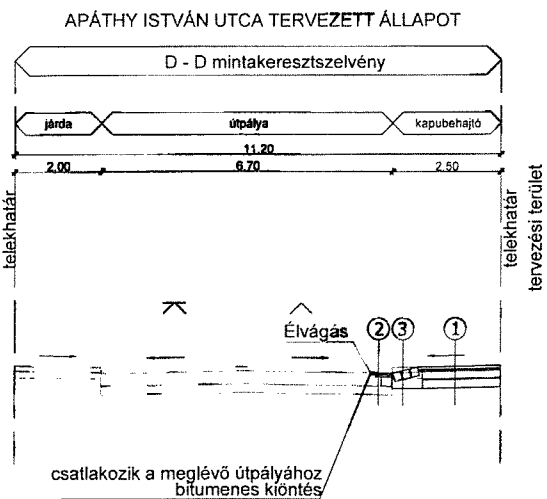 APÁTHY ISTVÁN UTCA TERVEZETT ÁLLAPOT
D - D mintakeresztszelvény
járda útpálya kapubehajtó
11.20
2.00 6.70 2.50
telekhatár
telekhatár
tervezési terület
Élvágás 2 3 1
csatlakozik a meglévő útpályához
bitumenes kiöntés